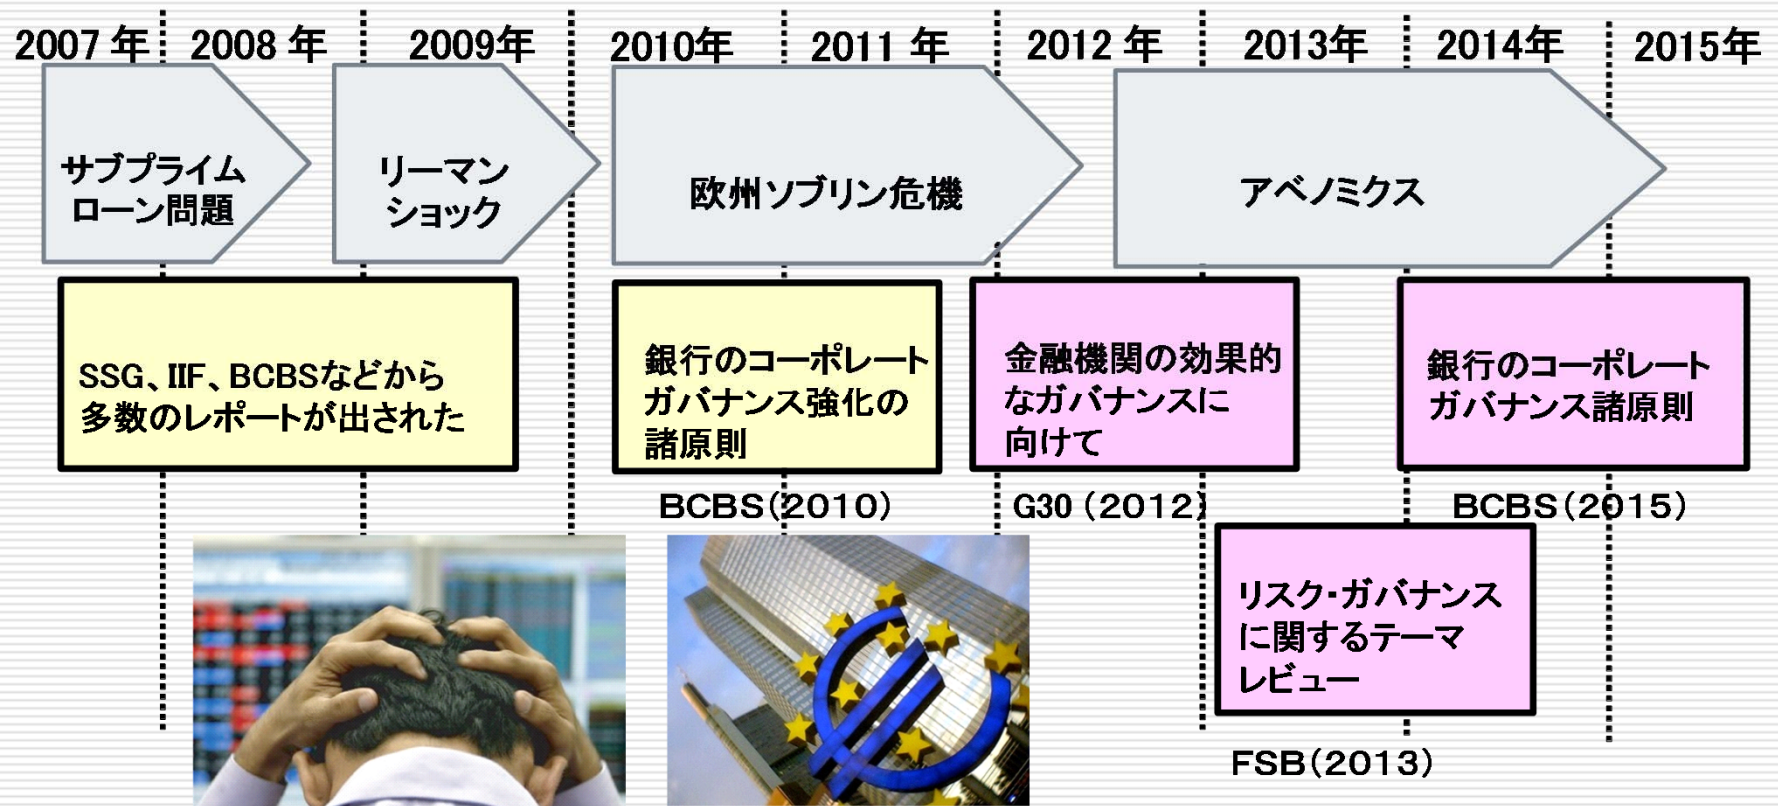 2007 年 2008 年 2009年 2010年 2011 年 2012 年 2013年 2014年 2015年
サブプライム
ローン問題
リーマン
ショック
欧州ソブリン危機
アベノミクス
SSG、IIF、BCBSなどから
多数のレポートが出された
銀行のコーポレート
ガバナンス強化の
諸原則
BCBS(2010)
金融機関の効果的
なガバナンスに
向けて
G30 (2012)
銀行のコーポレート
ガバナンス諸原則
BCBS(2015)
リスク・ガバナンス
に関するテーマ
レビュー
FSB(2013)